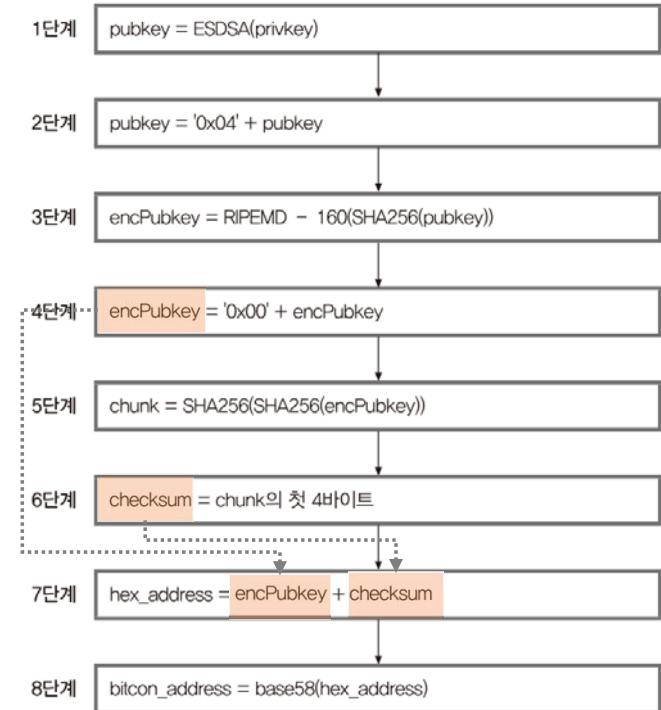 1단계 pubkey = ESDSA(privkey)
2단계 pubkey = '0x04' + pubkey
3단계 encPubkey = RIPEMD - 160(SHA256(pubkey))
4단계 encPubkey = '0x00' + encPubkey
5단계 chunk = SHA256(SHA256(encPubkey))
6단계 checksum = chunk의 첫 4바이트
7단계 hex_address = encPubkey + checksum
8단계 bitcon_address = base58(hex_address)